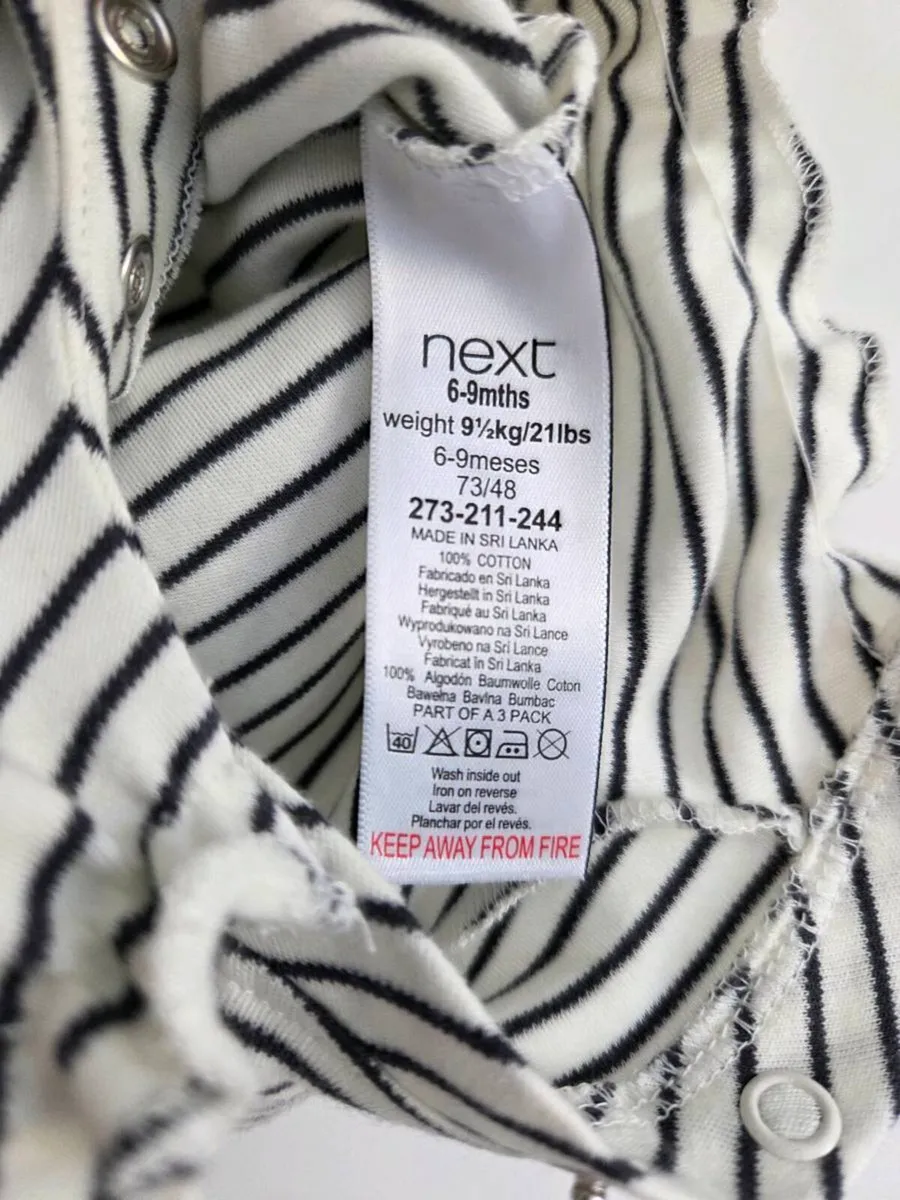 next
6-9mths
weight 9½kg/21lbs
6-9meses
73/48
273-211-244
MADE IN SRI LANKA
100% COTTON
Fabricado en Sri Lanka
Hergestellt in Sri Lanka
Fabriqué au Sri Lanka
Wyprodukowano na Sri Lance
Vyrobeno na Sri Lance
Fabricat în Sri Lanka
100% Algodón Baumwolle Coton
Bawełna Bavlna Bumbac
PART OF A 3 PACK
40
Wash inside out
Iron on reverse
Lavar del revés.
Planchar por el revés.
KEEP AWAY FROM FIRE